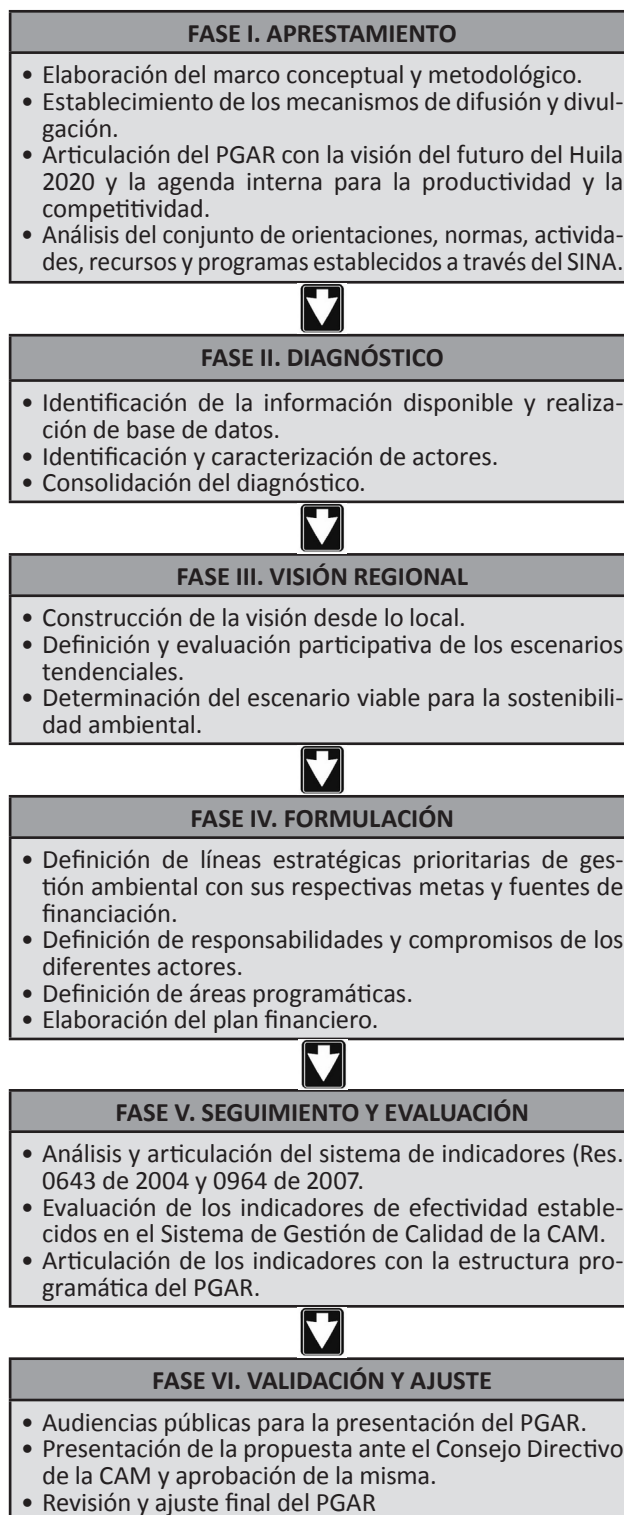 FASE I. APRESTAMIENTO
• Elaboración del marco conceptual y metodológico.
• Establecimiento de los mecanismos de difusión y divul-
gación.
• Articulación del PGAR con la visión del futuro del Huila
2020 y la agenda interna para la productividad y la
competitividad.
• Análisis del conjunto de orientaciones, normas, activida-
des, recursos y programas establecidos a través del SINA.
FASE II. DIAGNÓSTICO
• Identificación de la información disponible y realiza-
ción de base de datos.
• Identificación y caracterización de actores.
• Consolidación del diagnóstico.
FASE III. VISIÓN REGIONAL
• Construcción de la visión desde lo local.
• Definición y evaluación participativa de los escenarios
tendenciales.
• Determinación del escenario viable para la sostenibili-
dad ambiental.
FASE IV. FORMULACIÓN
• Definición de líneas estratégicas prioritarias de ges-
tión ambiental con sus respectivas metas y fuentes de
financiación.
• Definición de responsabilidades y compromisos de los
diferentes actores.
• Definición de áreas programáticas.
• Elaboración del plan financiero.
FASE V. SEGUIMIENTO Y EVALUACIÓN
• Análisis y articulación del sistema de indicadores (Res.
0643 de 2004 y 0964 de 2007.
• Evaluación de los indicadores de efectividad estable-
cidos en el Sistema de Gestión de Calidad de la CAM.
• Articulación de los indicadores con la estructura pro-
gramática del PGAR.
FASE VI. VALIDACIÓN Y AJUSTE
• Audiencias públicas para la presentación del PGAR.
• Presentación de la propuesta ante el Consejo Directivo
de la CAM y aprobación de la misma.
• Revisión y ajuste final del PGAR